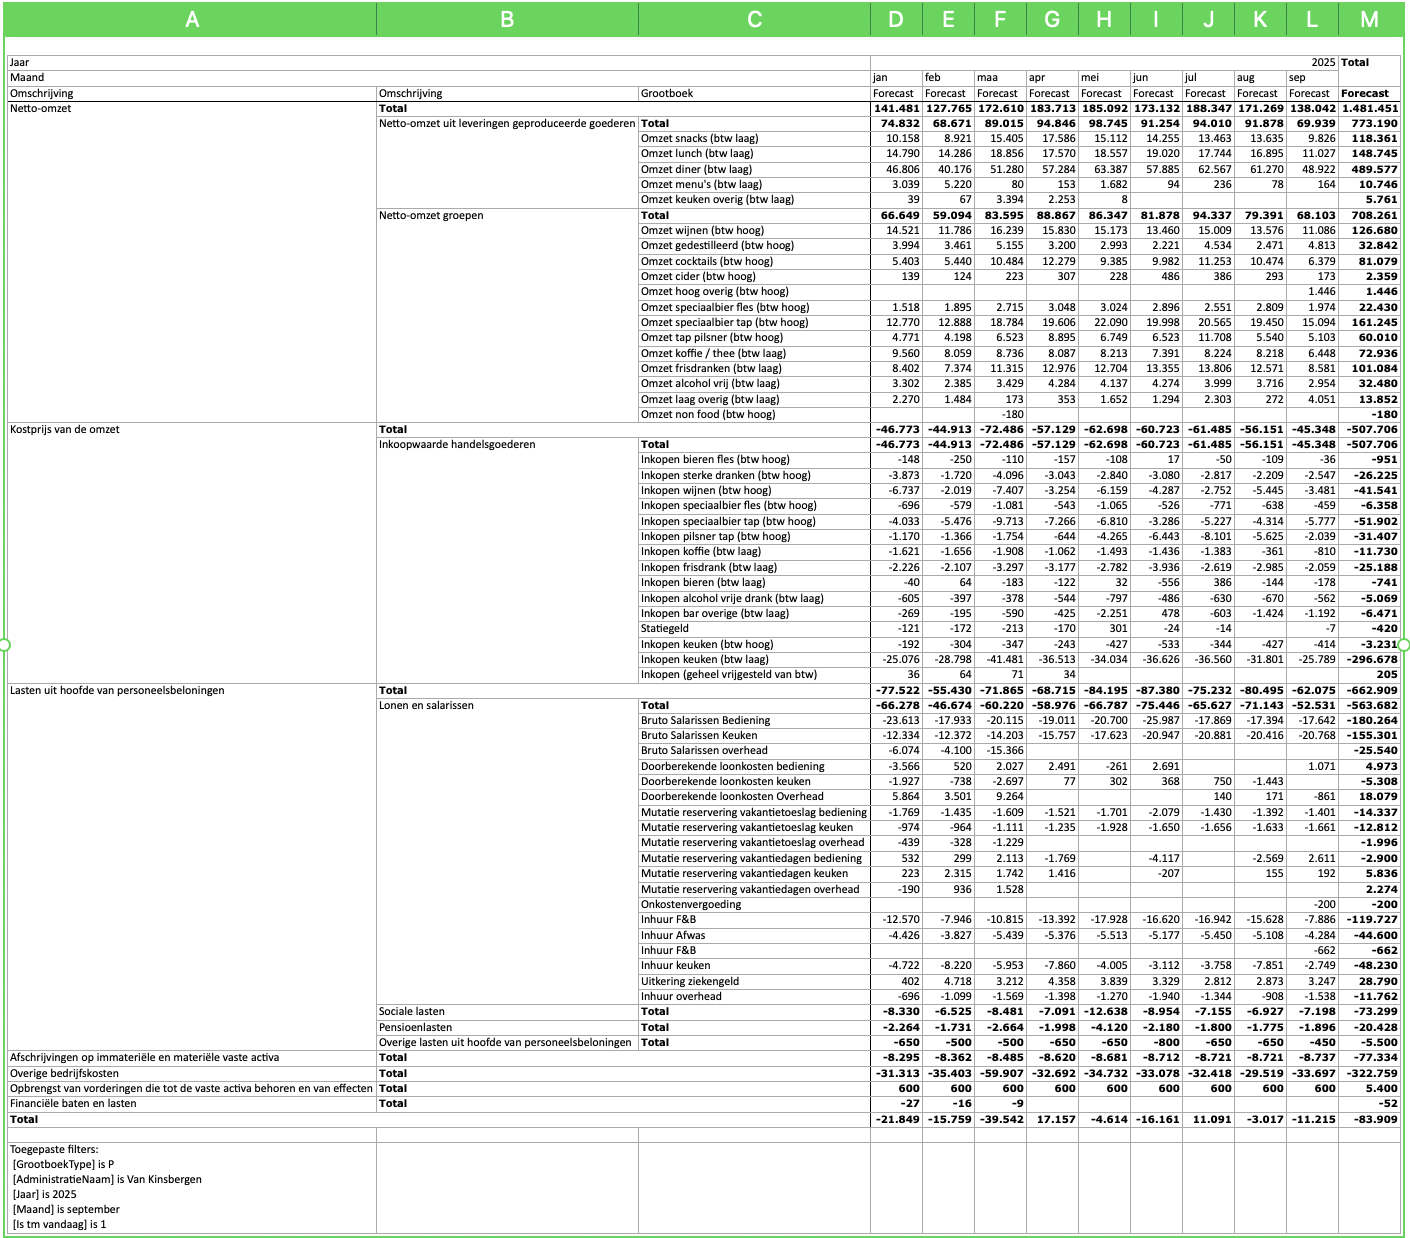 A B C D E F G H I J K L M
Jaar 2025 Total
Maand jan feb maa apr mei jun jul aug sep
Omschrijving Omschrijving Grootboek Forecast Forecast Forecast Forecast Forecast Forecast Forecast Forecast Forecast Forecast
Netto-omzet Total 141.481 127.765 172.610 183.713 185.092 173.132 188.347 171.269 138.042 1.481.451
Netto-omzet uit leveringen geproduceerde goederen Total 74.832 68.671 89.015 94.846 98.745 91.254 94.010 91.878 69.939 773.190
Omzet snacks (btw laag) 10.158 8.921 15.405 17.586 15.112 14.255 13.463 13.635 9.826 118.361
Omzet lunch (btw laag) 14.790 14.286 18.856 17.570 18.557 19.020 17.744 16.895 11.027 148.745
Omzet diner (btw laag) 46.806 40.176 51.280 57.284 63.387 57.885 62.567 61.270 48.922 489.577
Omzet menu's (btw laag) 3.039 5.220 80 153 1.682 94 236 78 164 10.746
Omzet keuken overig (btw laag) 39 67 3.394 2.253 8 5.761
Netto-omzet groepen Total 66.649 59.094 83.595 88.867 86.347 81.878 94.337 79.391 68.103 708.261
Omzet wijnen (btw hoog) 14.521 11.786 16.239 15.830 15.173 13.460 15.009 13.576 11.086 126.680
Omzet gedestilleerd (btw hoog) 3.994 3.461 5.155 3.200 2.993 2.221 4.534 2.471 4.813 32.842
Omzet cocktails (btw hoog) 5.403 5.440 10.484 12.279 9.385 9.982 11.253 10.474 6.379 81.079
Omzet cider (btw hoog) 139 124 223 307 228 486 386 293 173 2.359
Omzet hoog overig (btw hoog) 1.446 1.446
Omzet speciaalbier fles (btw hoog) 1.518 1.895 2.715 3.048 3.024 2.896 2.551 2.809 1.974 22.430
Omzet speciaalbier tap (btw hoog) 12.770 12.888 18.784 19.606 22.090 19.998 20.565 19.450 15.094 161.245
Omzet tap pilsner (btw hoog) 4.771 4.198 6.523 8.895 6.749 6.523 11.708 5.540 5.103 60.010
Omzet koffie / thee (btw laag) 9.560 8.059 8.736 8.087 8.213 7.391 8.224 8.218 6.448 72.936
Omzet frisdranken (btw laag) 8.402 7.374 11.315 12.976 12.704 13.355 13.806 12.571 8.581 101.084
Omzet alcohol vrij (btw laag) 3.302 2.385 3.429 4.284 4.137 4.274 3.999 3.716 2.954 32.480
Omzet laag overig (btw laag) 2.270 1.484 173 353 1.652 1.294 2.303 272 4.051 13.852
Omzet non food (btw hoog) -180 -180
Kostprijs van de omzet Total -46.773 -44.913 -72.486 -57.129 -62.698 -60.723 -61.485 -56.151 -45.348 -507.706
Inkoopwaarde handelsgoederen Total -46.773 -44.913 -72.486 -57.129 -62.698 -60.723 -61.485 -56.151 -45.348 -507.706
Inkopen bieren fles (btw hoog) -148 -250 -110 -157 -108 17 -50 -109 -36 -951
Inkopen sterke dranken (btw hoog) -3.873 -1.720 -4.096 -3.043 -2.840 -3.080 -2.817 -2.209 -2.547 -26.225
Inkopen wijnen (btw hoog) -6.737 -2.019 -7.407 -3.254 -6.159 -4.287 -2.752 -5.445 -3.481 -41.541
Inkopen speciaalbier fles (btw hoog) -696 -579 -1.081 -543 -1.065 -526 -771 -638 -459 -6.358
Inkopen speciaalbier tap (btw hoog) -4.033 -5.476 -9.713 -7.266 -6.810 -3.286 -5.227 -4.314 -5.777 -51.902
Inkopen pilsner tap (btw hoog) -1.170 -1.366 -1.754 -644 -4.265 -6.443 -8.101 -5.625 -2.039 -31.407
Inkopen koffie (btw laag) -1.621 -1.656 -1.908 -1.062 -1.493 -1.436 -1.383 -361 -810 -11.730
Inkopen frisdrank (btw laag) -2.226 -2.107 -3.297 -3.177 -2.782 -3.936 -2.619 -2.985 -2.059 -25.188
Inkopen bieren (btw laag) -40 64 -183 -122 32 -556 386 -144 -178 -741
Inkopen alcohol vrije drank (btw laag) -605 -397 -378 -544 -797 -486 -630 -670 -562 -5.069
Inkopen bar overige (btw laag) -269 -195 -590 -425 -2.251 478 -603 -1.424 -1.192 -6.471
Statiegeld -121 -172 -213 -170 301 -24 -14 -7 -420
Inkopen keuken (btw hoog) -192 -304 -347 -243 -427 -533 -344 -427 -414 -3.231
Inkopen keuken (btw laag) -25.076 -28.798 -41.481 -36.513 -34.034 -36.626 -36.560 -31.801 -25.789 -296.678
Inkopen (geheel vrijgesteld van btw) 36 64 71 34 205
Lasten uit hoofde van personeelsbeloningen Total -77.522 -55.430 -71.865 -68.715 -84.195 -87.380 -75.232 -80.495 -62.075 -662.909
Lonen en salarissen Total -66.278 -46.674 -60.220 -58.976 -66.787 -75.446 -65.627 -71.143 -52.531 -563.682
Bruto Salarissen Bediening -23.613 -17.933 -20.115 -19.011 -20.700 -25.987 -17.869 -17.394 -17.642 -180.264
Bruto Salarissen Keuken -12.334 -12.372 -14.203 -15.757 -17.623 -20.947 -20.881 -20.416 -20.768 -155.301
Bruto Salarissen overhead -6.074 -4.100 -15.366 -25.540
Doorberekende loonkosten bediening -3.566 520 2.027 2.491 -261 2.691 1.071 4.973
Doorberekende loonkosten keuken -1.927 -738 -2.697 77 302 368 750 -1.443 -5.308
Doorberekende loonkosten Overhead 5.864 3.501 9.264 140 171 -861 18.079
Mutatie reservering vakantietoeslag bediening -1.769 -1.435 -1.609 -1.521 -1.701 -2.079 -1.430 -1.392 -1.401 -14.337
Mutatie reservering vakantietoeslag keuken -974 -964 -1.111 -1.235 -1.928 -1.650 -1.656 -1.633 -1.661 -12.812
Mutatie reservering vakantietoeslag overhead -439 -328 -1.229 -1.996
Mutatie reservering vakantiedagen bediening 532 299 2.113 -1.769 -4.117 -2.569 2.611 -2.900
Mutatie reservering vakantiedagen keuken 223 2.315 1.742 1.416 -207 155 192 5.836
Mutatie reservering vakantiedagen overhead -190 936 1.528 2.274
Onkostenvergoeding -200 -200
Inhuur F&B -12.570 -7.946 -10.815 -13.392 -17.928 -16.620 -16.942 -15.628 -7.886 -119.727
Inhuur Afwas -4.426 -3.827 -5.439 -5.376 -5.513 -5.177 -5.450 -5.108 -4.284 -44.600
Inhuur F&B -662 -662
Inhuur keuken -4.722 -8.220 -5.953 -7.860 -4.005 -3.112 -3.758 -7.851 -2.749 -48.230
Uitkering ziekengeld 402 4.718 3.212 4.358 3.839 3.329 2.812 2.873 3.247 28.790
Inhuur overhead -696 -1.099 -1.569 -1.398 -1.270 -1.940 -1.344 -908 -1.538 -11.762
Sociale lasten Total -8.330 -6.525 -8.481 -7.091 -12.638 -8.954 -7.155 -6.927 -7.198 -73.299
Pensioenlasten Total -2.264 -1.731 -2.664 -1.998 -4.120 -2.180 -1.800 -1.775 -1.896 -20.428
Overige lasten uit hoofde van personeelsbeloningen Total -650 -500 -500 -650 -650 -800 -650 -650 -450 -5.500
Afschrijvingen op immateriële en materiële vaste activa Total -8.295 -8.362 -8.485 -8.620 -8.681 -8.712 -8.721 -8.721 -8.737 -77.334
Overige bedrijfskosten Total -31.313 -35.403 -59.907 -32.692 -34.732 -33.078 -32.418 -29.519 -33.697 -322.759
Opbrengst van vorderingen die tot de vaste activa behoren en van effecten Total 600 600 600 600 600 600 600 600 600 5.400
Financiële baten en lasten Total -27 -16 -9 -52
Total -21.849 -15.759 -39.542 17.157 -4.614 -16.161 11.091 -3.017 -11.215 -83.909
Toegepaste filters:
[GrootboekType] is P
[AdministratieNaam] is Van Kinsbergen
[Jaar] is 2025
[Maand] is september
[Is tm vandaag] is 1